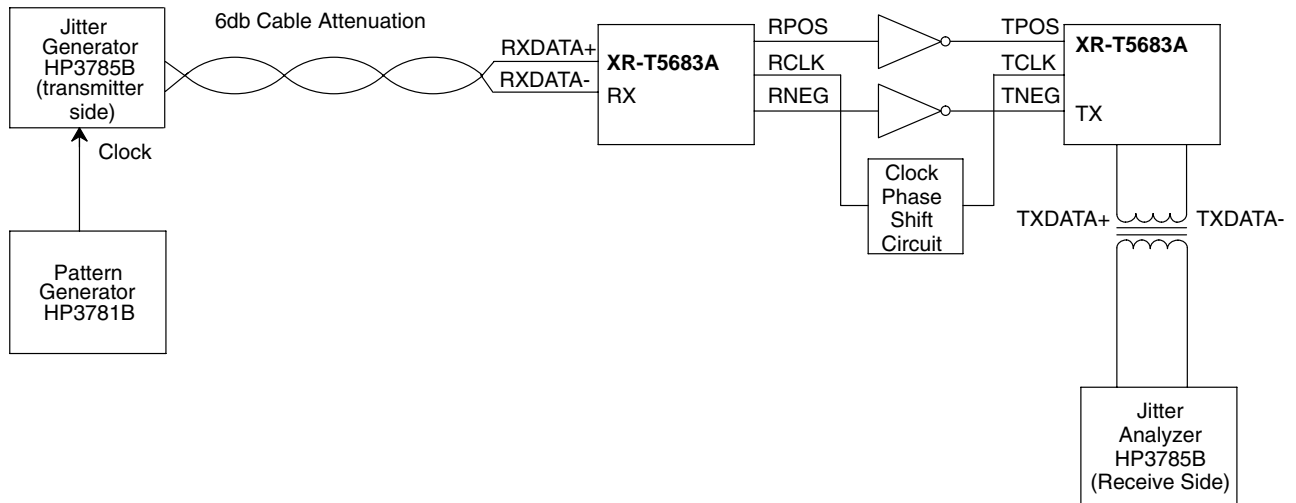 Jitter
Generator
HP3785B
(transmitter
side)
6db Cable Attenuation
Clock
Pattern
Generator
HP3781B
RXDATA+
RXDATA-
XR-T5683A
RX
RPOS
RCLK
RNEG
Clock
Phase
Shift
Circuit
TPOS
TCLK
TNEG
XR-T5683A
TX
TXDATA+
TXDATA-
Jitter
Analyzer
HP3785B
(Receive Side)